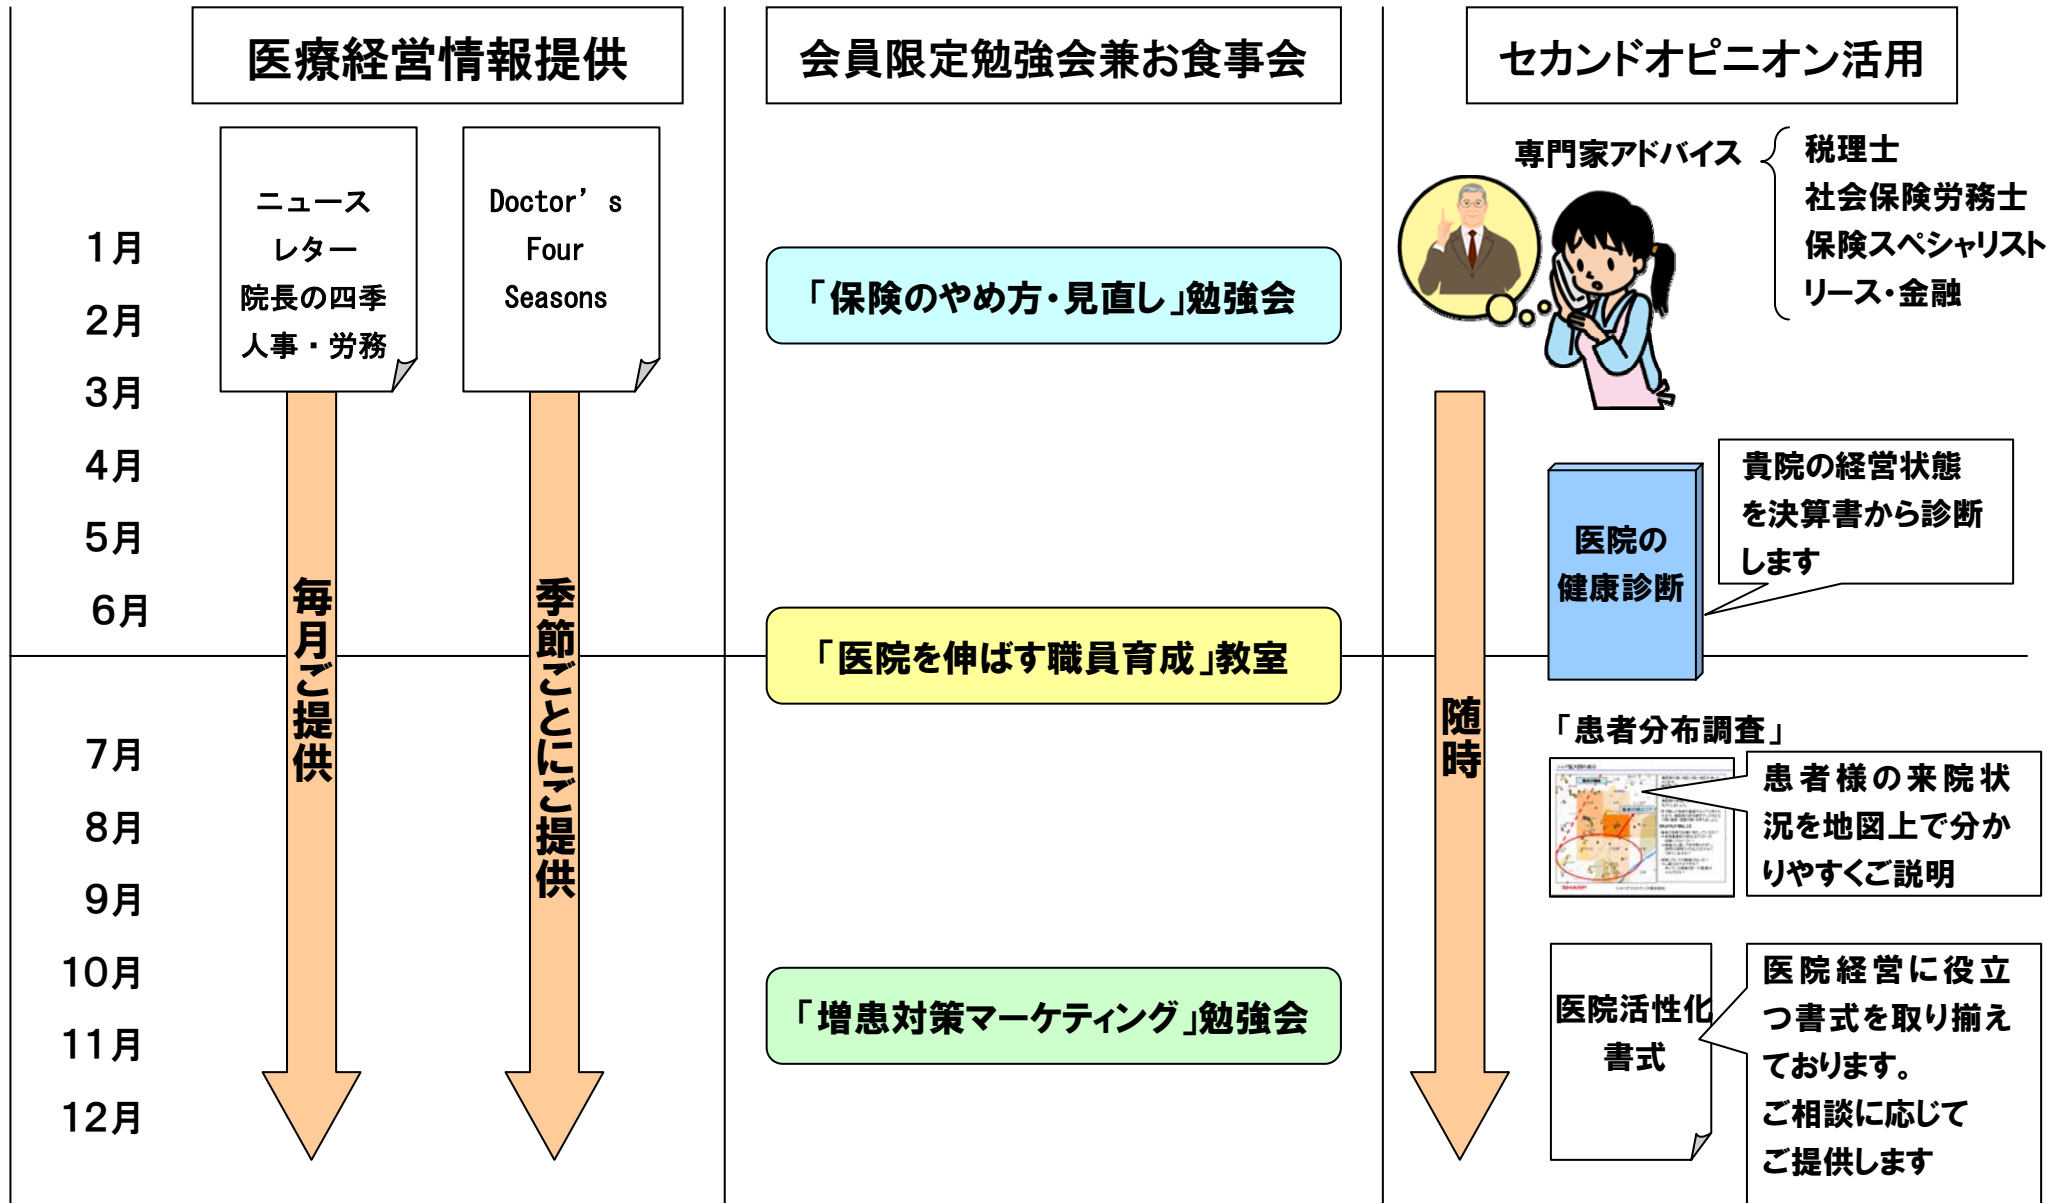 医療経営情報提供
会員限定勉強会兼お食事会
セカンドオピニオン活用
1月
2月
3月
4月
5月
6月
7月
8月
9月
10月
11月
12月
ニュース
レター
院長の四季
人事・労務
毎月ご提供
Doctor’s
Four
Seasons
季節ごとにご提供
「保険のやめ方・見直し」勉強会
「医院を伸ばす職員育成」教室
「増患対策マーケティング」勉強会
専門家アドバイス
税理士
社会保険労務士
保険スペシャリスト
リース・金融
随時
医院の
健康診断
貴院の経営状態
を決算書から診断
します
「患者分布調査」
患者様の来院状
況を地図上で分か
りやすくご説明
医院活性化
書式
医院経営に役立
つ書式を取り揃え
ております。
ご相談に応じて
ご提供します